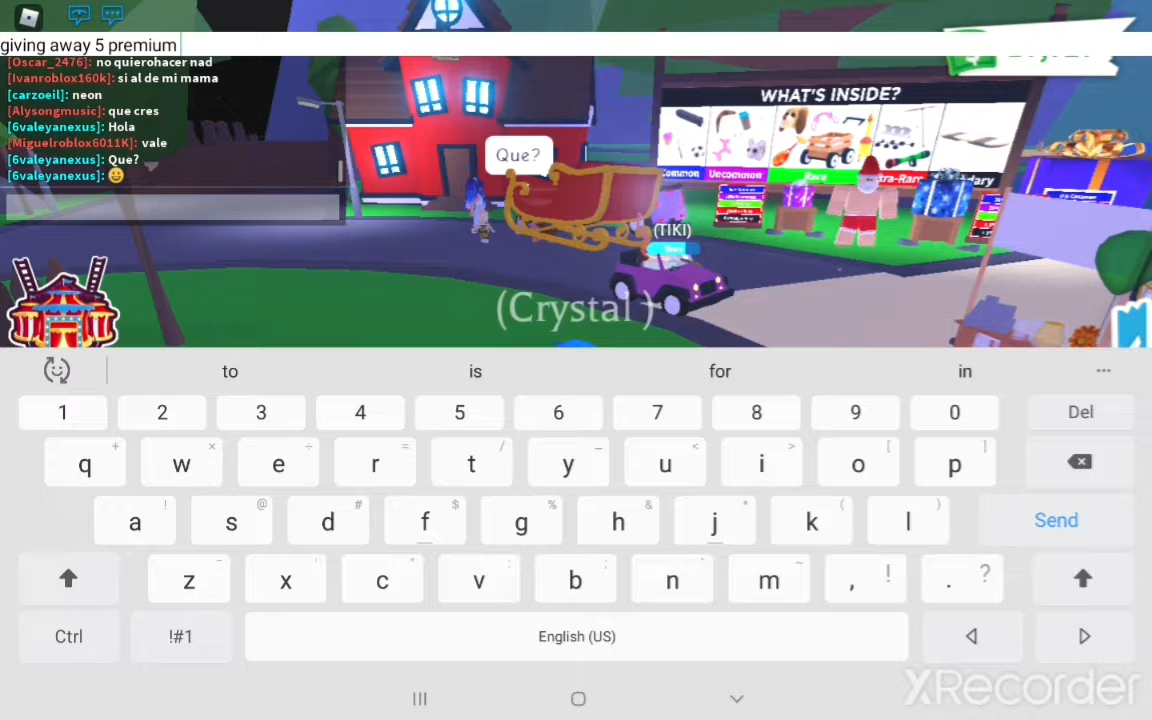 giving away 5 premium
[Oscar_2476]: no quierohacer nad
[Ivanroblox160k]: si al de mi mama
[carzoeil]: neon
[Alysongmusic]: que cres
[6valeyanexus]: Hola
[Miguelroblox6011K]: vale
[6valeyanexus]: Que?
[6valeyanexus]: 😃
Que?
WHAT'S INSIDE?
Common Uncommon Rare
(TIKI)
(Crystal )
to is for in ...
1 2 3 4 5 6 7 8 9 0 Del
q w e r t y u i o p
a s d f g h j k l Send
z x c v b n m , ! . ?
Ctrl !#1 English (US)
XRecorder